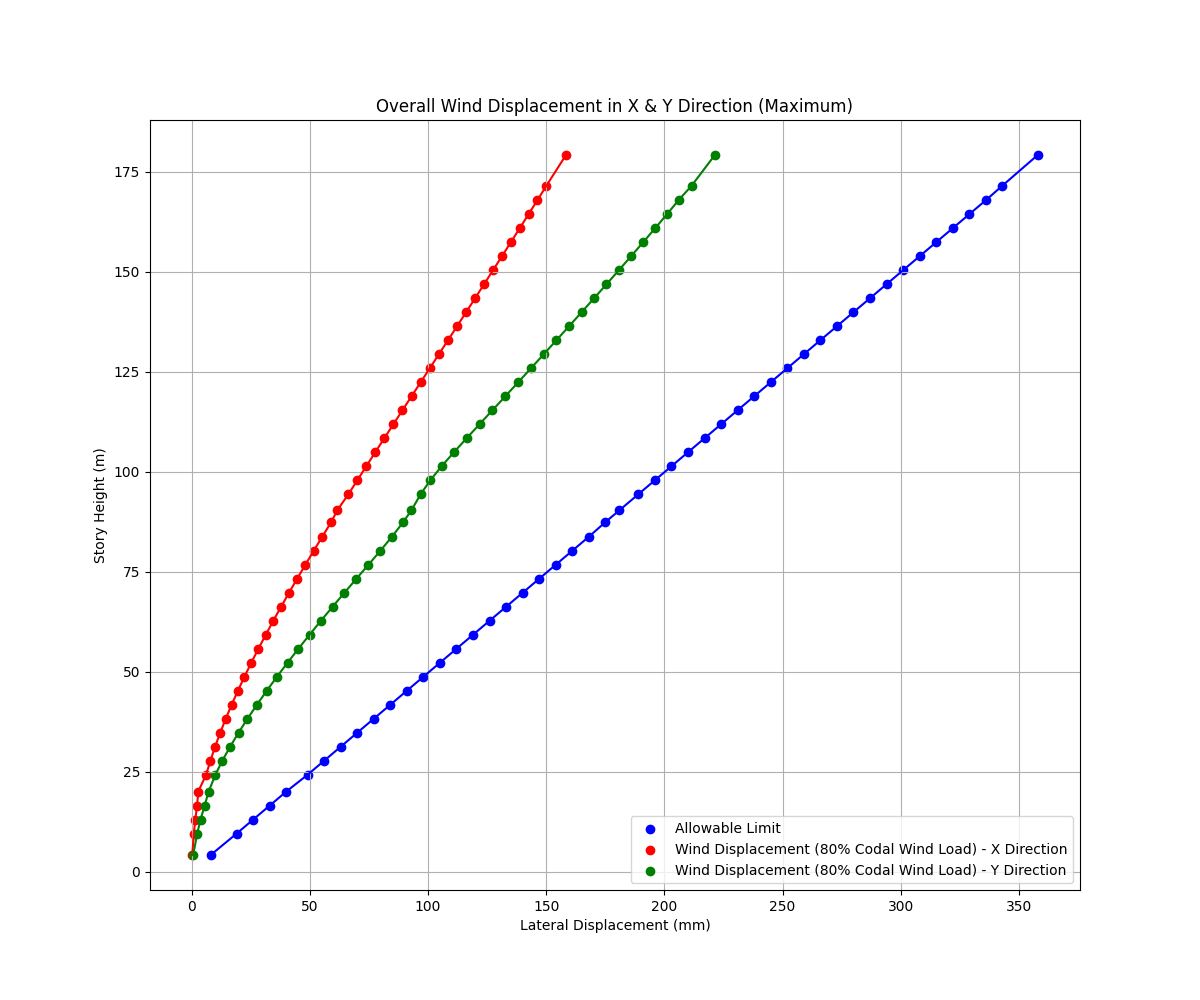 Overall Wind Displacement in X & Y Direction (Maximum)
175
150
125
100
75
50
25
0
Story Height (m)
Allowable Limit
Wind Displacement (80% Codal Wind Load) - X Direction
Wind Displacement (80% Codal Wind Load) - Y Direction
0 50 100 150 200 250 300 350
Lateral Displacement (mm)